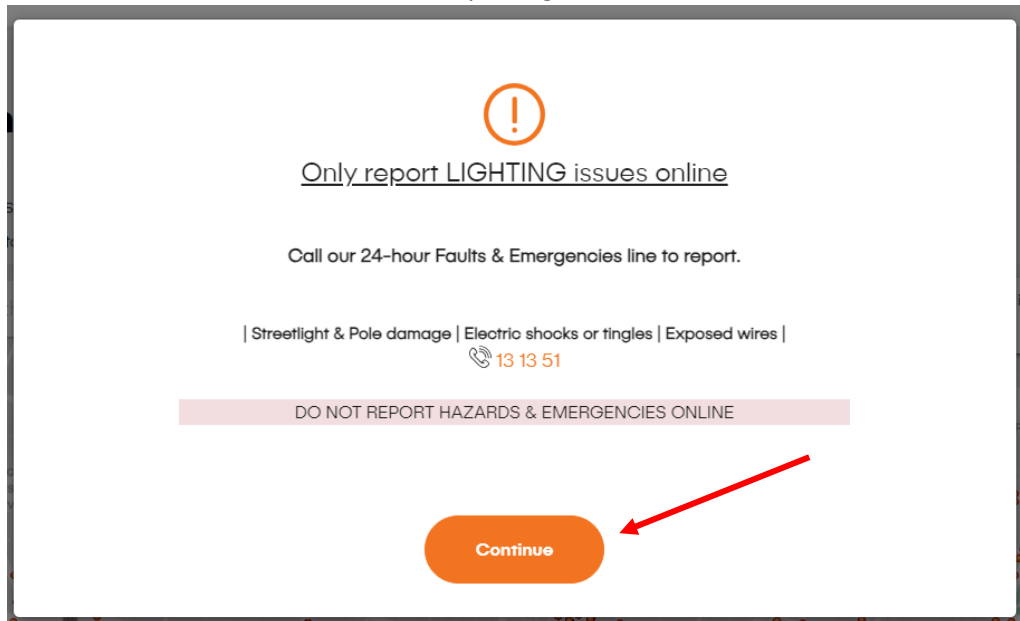 Only report LIGHTING issues online
Call our 24-hour Faults & Emergencies line to report.
| Streetlight & Pole damage | Electric shocks or tingles | Exposed wires |
13 13 51
DO NOT REPORT HAZARDS & EMERGENCIES ONLINE
Continue